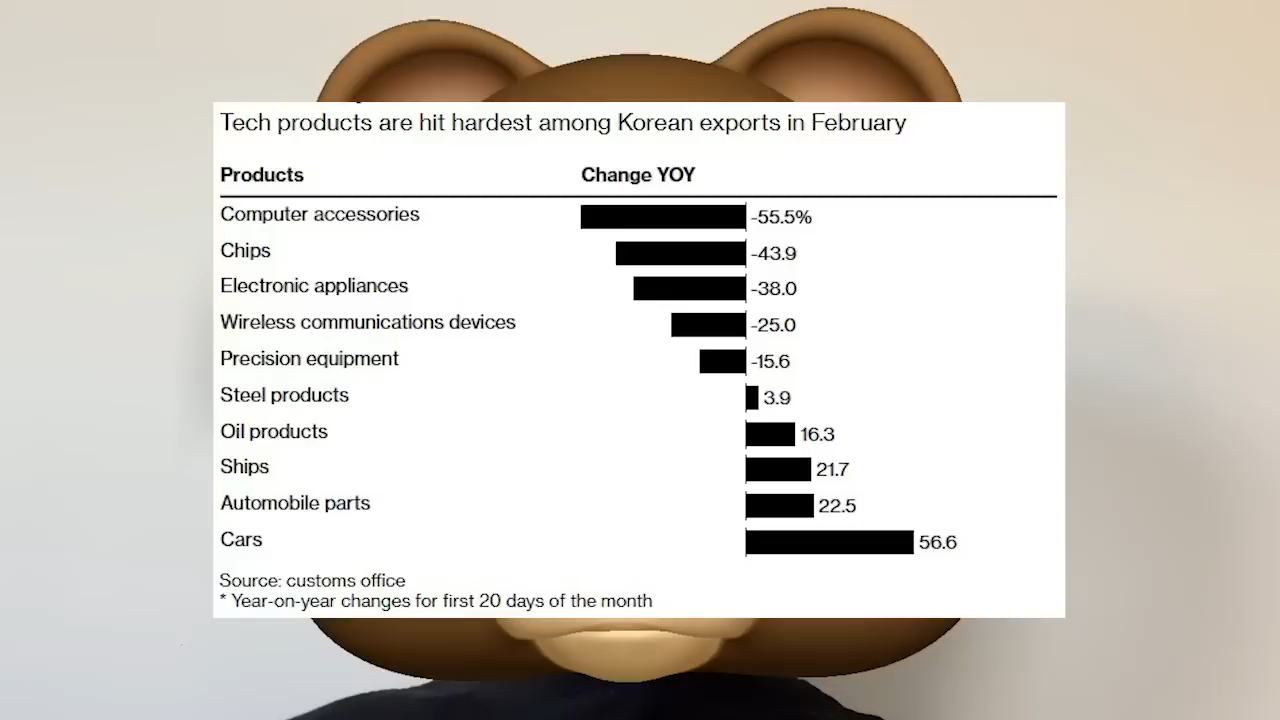 Tech products are hit hardest among Korean exports in February
Products Change YOY
Computer accessories -55.5%
Chips -43.9
Electronic appliances -38.0
Wireless communications devices -25.0
Precision equipment -15.6
Steel products 3.9
Oil products 16.3
Ships 21.7
Automobile parts 22.5
Cars 56.6
Source: customs office
* Year-on-year changes for first 20 days of the month